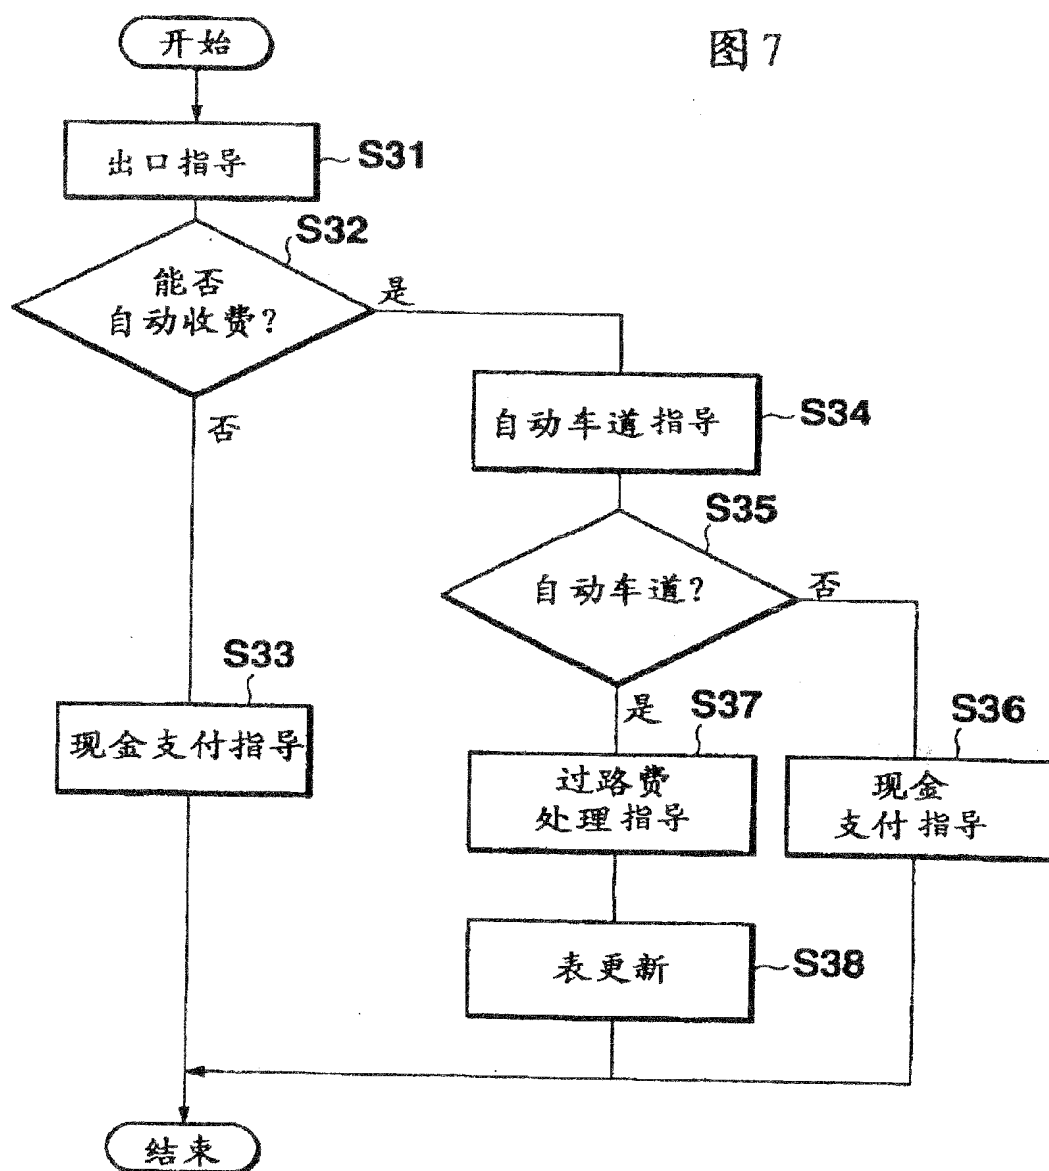 图7
开始
出口指导
S31
S32
能否
自动收费?
是
否
自动车道指导
S34
S35
自动车道?
否
S33
现金支付指导
是
S37
过路费
处理指导
S36
现金
支付指导
表更新
S38
结束